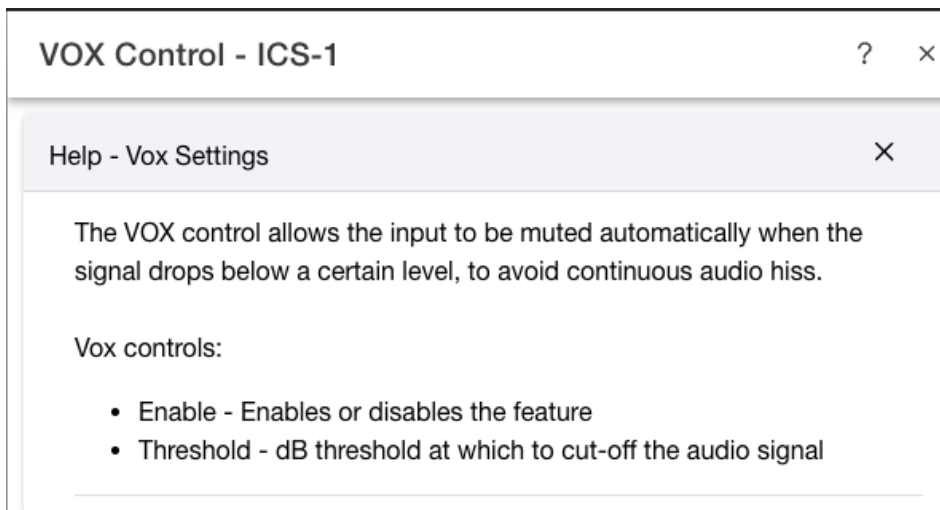 VOX Control - ICS-1 ? ×
Help - Vox Settings ×
The VOX control allows the input to be muted automatically when the
signal drops below a certain level, to avoid continuous audio hiss.
Vox controls:
• Enable - Enables or disables the feature
• Threshold - dB threshold at which to cut-off the audio signal